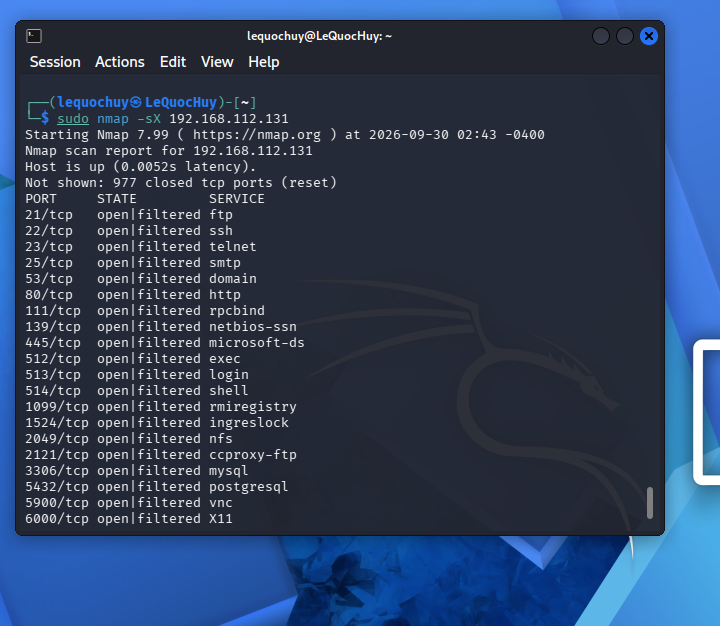 lequochuy@LeQuocHuy: ~
Session Actions Edit View Help
┌──(lequochuy㉿LeQuocHuy)-[~]
└─$ sudo nmap -sX 192.168.112.131
Starting Nmap 7.99 ( https://nmap.org ) at 2026-09-30 02:43 -0400
Nmap scan report for 192.168.112.131
Host is up (0.0052s latency).
Not shown: 977 closed tcp ports (reset)
PORT     STATE         SERVICE
21/tcp   open|filtered ftp
22/tcp   open|filtered ssh
23/tcp   open|filtered telnet
25/tcp   open|filtered smtp
53/tcp   open|filtered domain
80/tcp   open|filtered http
111/tcp  open|filtered rpcbind
139/tcp  open|filtered netbios-ssn
445/tcp  open|filtered microsoft-ds
512/tcp  open|filtered exec
513/tcp  open|filtered login
514/tcp  open|filtered shell
1099/tcp open|filtered rmiregistry
1524/tcp open|filtered ingreslock
2049/tcp open|filtered nfs
2121/tcp open|filtered ccproxy-ftp
3306/tcp open|filtered mysql
5432/tcp open|filtered postgresql
5900/tcp open|filtered vnc
6000/tcp open|filtered X11